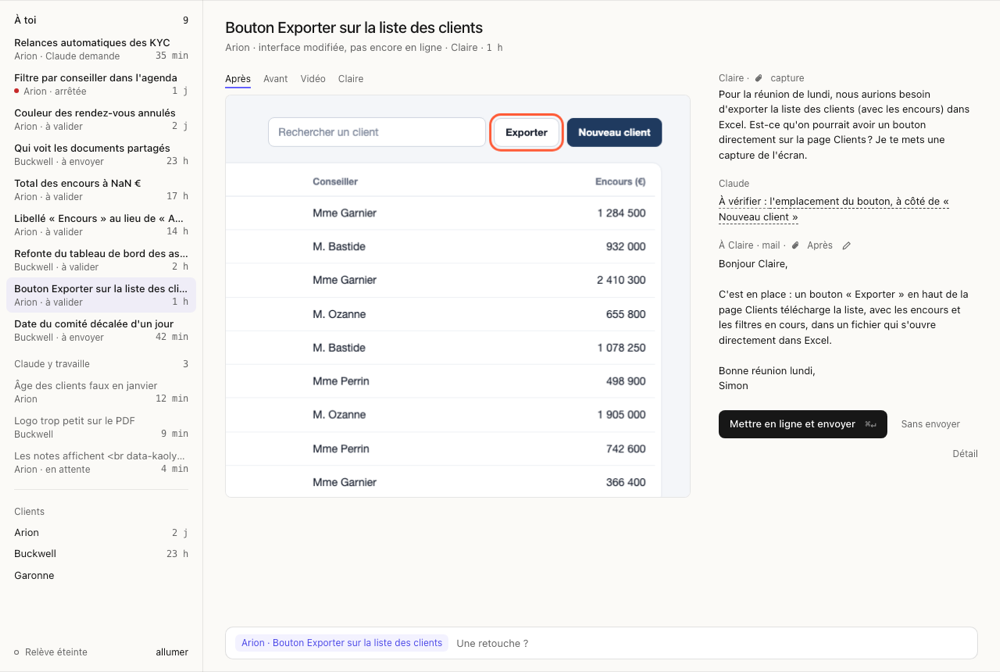 À toi 9
Relances automatiques des KYC
Arion · Claude demande 35 min
Filtre par conseiller dans l'agenda
Arion · arrêtée 1 j
Couleur des rendez-vous annulés
Arion · à valider 2 j
Qui voit les documents partagés
Buckwell · à envoyer 23 h
Total des encours à NaN €
Arion · à valider 17 h
Libellé « Encours » au lieu de « A…
Arion · à valider 14 h
Refonte du tableau de bord des as…
Buckwell · à valider 2 h
Bouton Exporter sur la liste des cli…
Arion · à valider 1 h
Date du comité décalée d'un jour
Buckwell · à envoyer 42 min
Claude y travaille 3
Âge des clients faux en janvier
Arion 12 min
Logo trop petit sur le PDF
Buckwell 9 min
Les notes affichent <br data-kaoly…
Arion · en attente 4 min
Clients
Arion 2 j
Buckwell 23 h
Garonne
Relève éteinte allumer
Bouton Exporter sur la liste des clients
Arion · interface modifiée, pas encore en ligne · Claire · 1 h
Après Avant Vidéo Claire
Rechercher un client Exporter Nouveau client
Conseiller Encours (€)
Mme Garnier 1 284 500
M. Bastide 932 000
Mme Garnier 2 410 300
M. Ozanne 655 800
M. Bastide 1 078 250
Mme Perrin 498 900
M. Ozanne 1 905 000
Mme Perrin 742 600
Mme Garnier 366 400
Claire · capture
Pour la réunion de lundi, nous aurions besoin
d'exporter la liste des clients (avec les encours) dans
Excel. Est-ce qu'on pourrait avoir un bouton
directement sur la page Clients ? Je te mets une
capture de l'écran.
Claude
À vérifier : l'emplacement du bouton, à côté de «
Nouveau client »
À Claire · mail · Après
Bonjour Claire,
C'est en place : un bouton « Exporter » en haut de la
page Clients télécharge la liste, avec les encours et
les filtres en cours, dans un fichier qui s'ouvre
directement dans Excel.
Bonne réunion lundi,
Simon
Mettre en ligne et envoyer ⌘↵ Sans envoyer
Détail
Arion · Bouton Exporter sur la liste des clients Une retouche ?